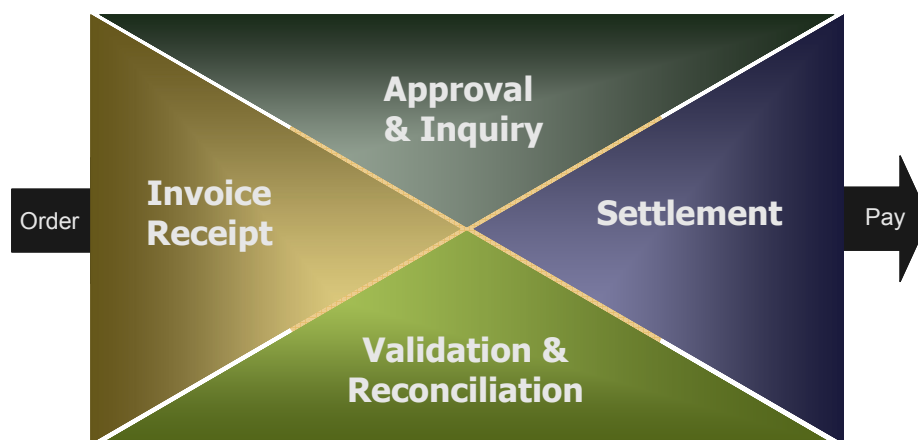 Order
Invoice
Receipt
Approval
& Inquiry
Validation &
Reconciliation
Settlement
Pay